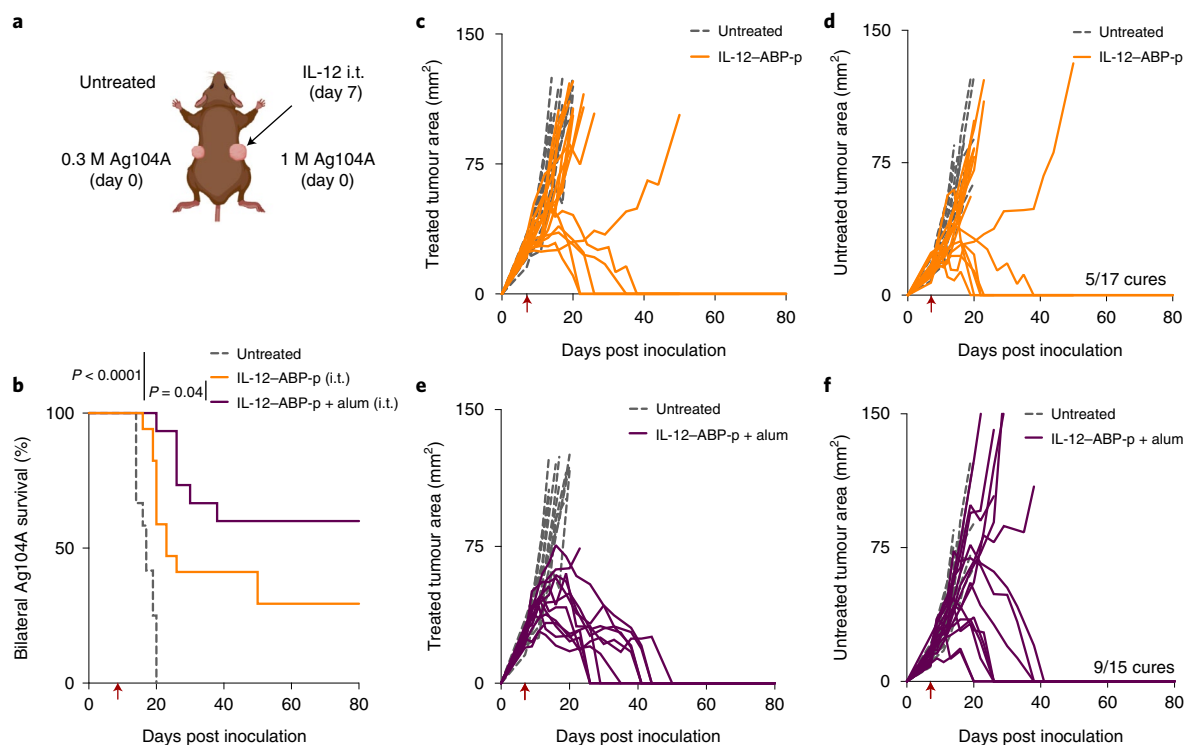 a
Untreated
IL-12 i.t.
(day 7)
0.3 M Ag104A
(day 0)
1 M Ag104A
(day 0)
b
Untreated
IL-12–ABP-p (i.t.)
IL-12–ABP-p + alum (i.t.)
P < 0.0001
P = 0.04
Bilateral Ag104A survival (%)
100
50
0
0 20 40 60 80
Days post inoculation
c
Untreated
IL-12–ABP-p
Treated tumour area (mm²)
150
75
0
0 20 40 60 80
Days post inoculation
d
Untreated
IL-12–ABP-p
Untreated tumour area (mm²)
150
75
0
5/17 cures
0 20 40 60 80
Days post inoculation
e
Untreated
IL-12–ABP-p + alum
Treated tumour area (mm²)
150
75
0
0 20 40 60 80
Days post inoculation
f
Untreated
IL-12–ABP-p + alum
Untreated tumour area (mm²)
150
75
0
9/15 cures
0 20 40 60 80
Days post inoculation